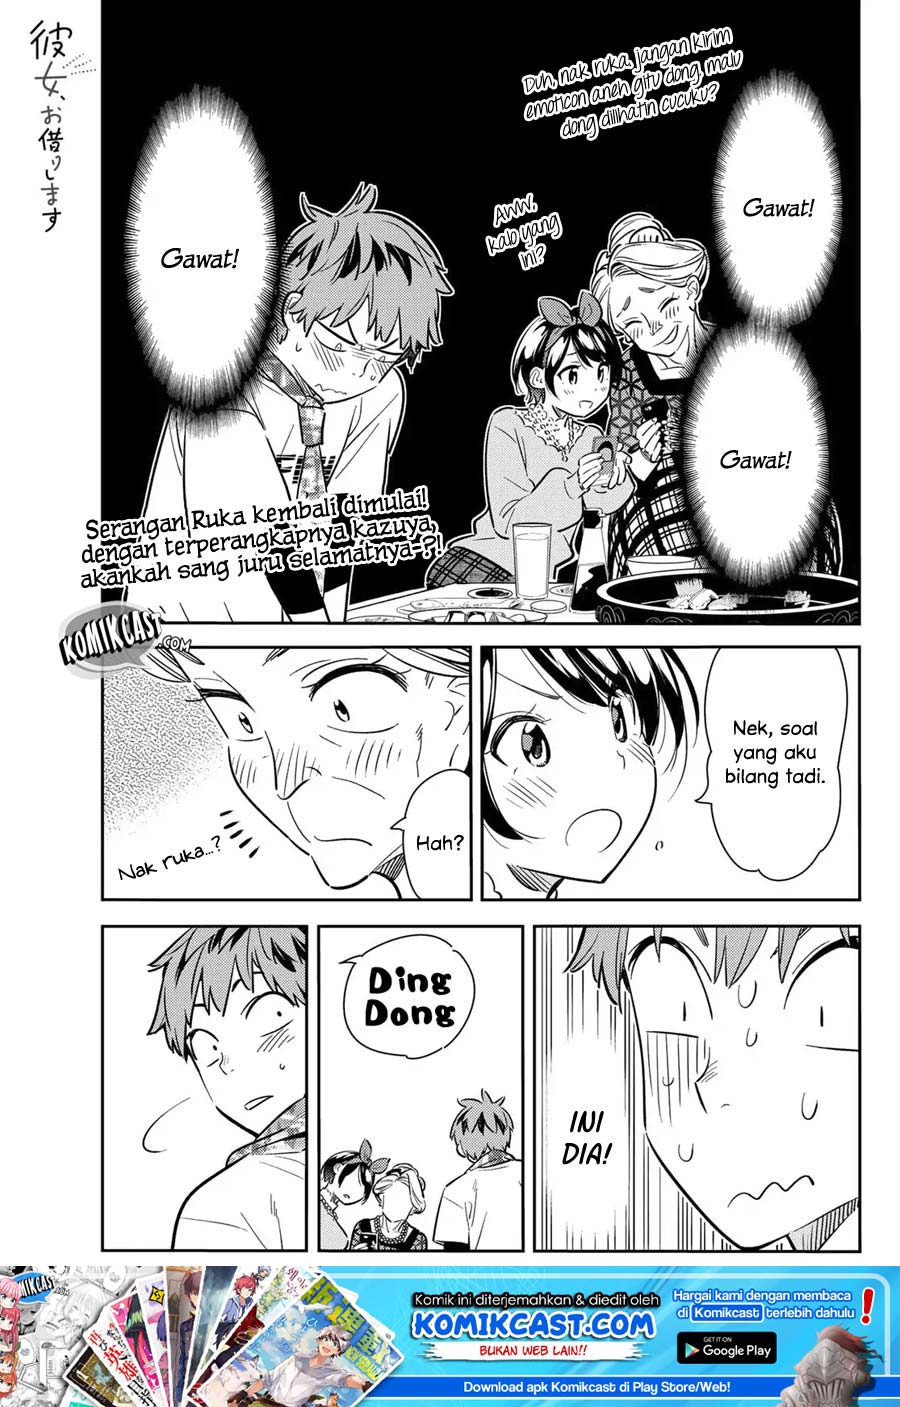 彼女、お借りします
Duh, nak ruka, jangan kirim
emoticon aneh gitu dong, malu
dong dilihatin cucuku?
Gawat!
AWW,
kalo yang
ini?
Gawat!
Gawat!
Serangan Ruka kembali dimulai!
dengan terperangkapnya kazuya,
akankah sang juru selamatnya-?!
KOMIKCAST
.COM
Nek, soal
yang aku
bilang tadi.
Hah?
Nak ruka...?
INI
DIA!
Ding
Dong
Komik ini diterjemahkan & diedit oleh
KOMIKCAST.COM
BUKAN WEB LAIN!!
Hargai kami dengan membaca
di Komikcast terlebih dahulu
!
GET IT ON
Google Play
Download apk Komikcast di Play Store/Web!